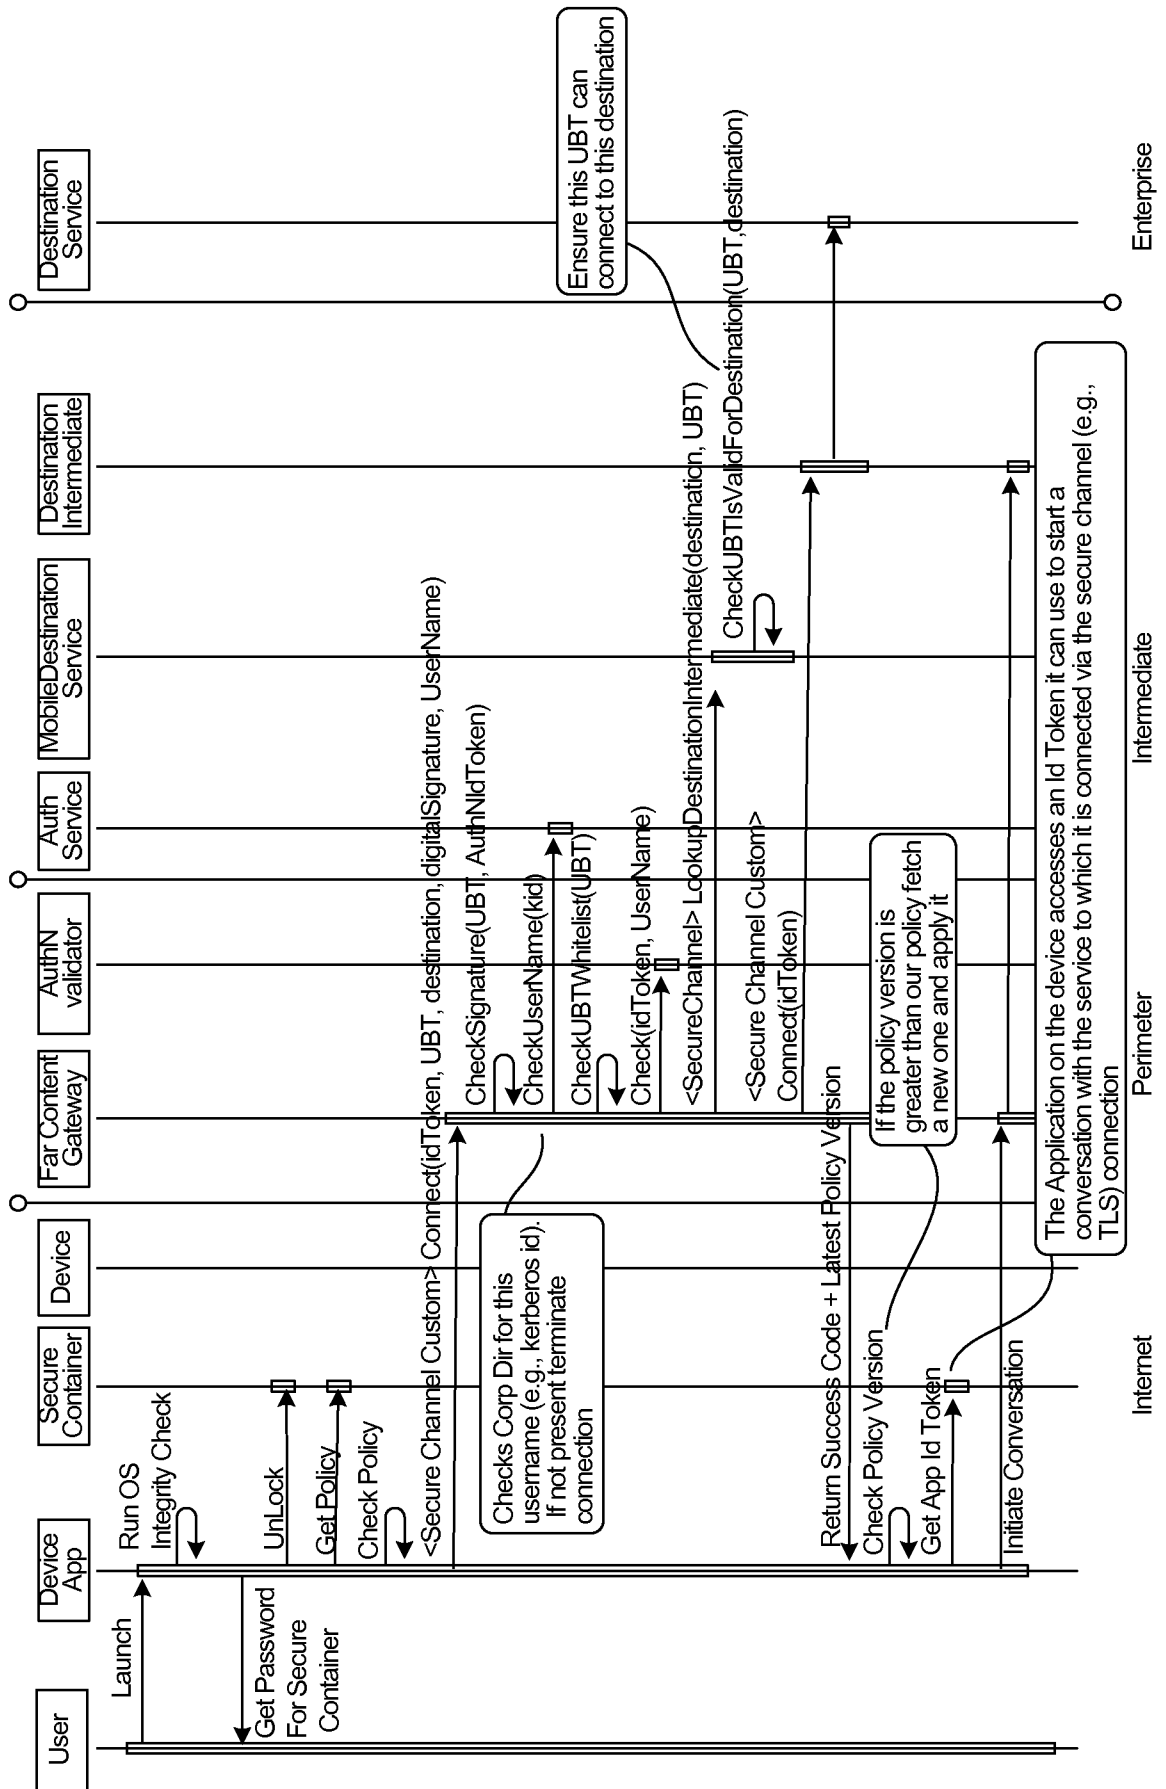 User
Device
App
Secure
Container
Device
Far Content
Gateway
AuthN
validator
Auth
Service
MobileDestination
Service
Destination
Intermediate
Destination
Service
Launch
Run OS
Integrity Check
Get Password
For Secure
Container
UnLock
Get Policy
Check Policy
<Secure Channel Custom> Connect(idToken, UBT, destination, digitalSignature, UserName)
CheckSignature(UBT, AuthNIdToken)
Checks Corp Dir for this
username (e.g., kerberos id).
If not present terminate
connection
CheckUserName(kid)
CheckUBTWhitelist(UBT)
Check(idToken, UserName)
<SecureChannel> LookupDestinationIntermediate(destination, UBT)
Ensure this UBT can
connect to this destination
CheckUBTIsValidForDestination(UBT,destination)
<Secure Channel Custom>
Connect(idToken)
Return Success Code + Latest Policy Version
Check Policy Version
If the policy version is
greater than our policy fetch
a new one and apply it
Get App Id Token
Initiate Conversation
The Application on the device accesses an Id Token it can use to start a
conversation with the service to which it is connected via the secure channel (e.g.,
TLS) connection
Internet
Perimeter
Intermediate
Enterprise